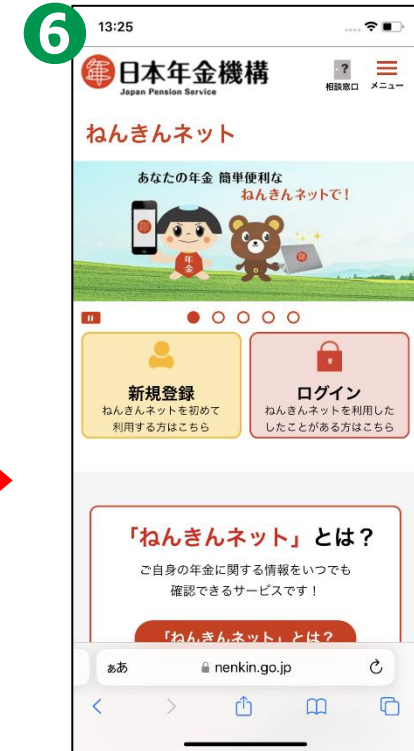 6
13:25
日本年金機構
Japan Pension Service
?
相談窓口
メニュー
ねんきんネット
あなたの年金 簡単便利な
ねんきんネットで!
年
金
新規登録
ねんきんネットを初めて
利用する方はこちら
ログイン
ねんきんネットを利用した
したことがある方はこちら
「ねんきんネット」とは?
ご自身の年金に関する情報をいつでも
確認できるサービスです!
「ねんきんネット」とは?
ぁあ
nenkin.go.jp